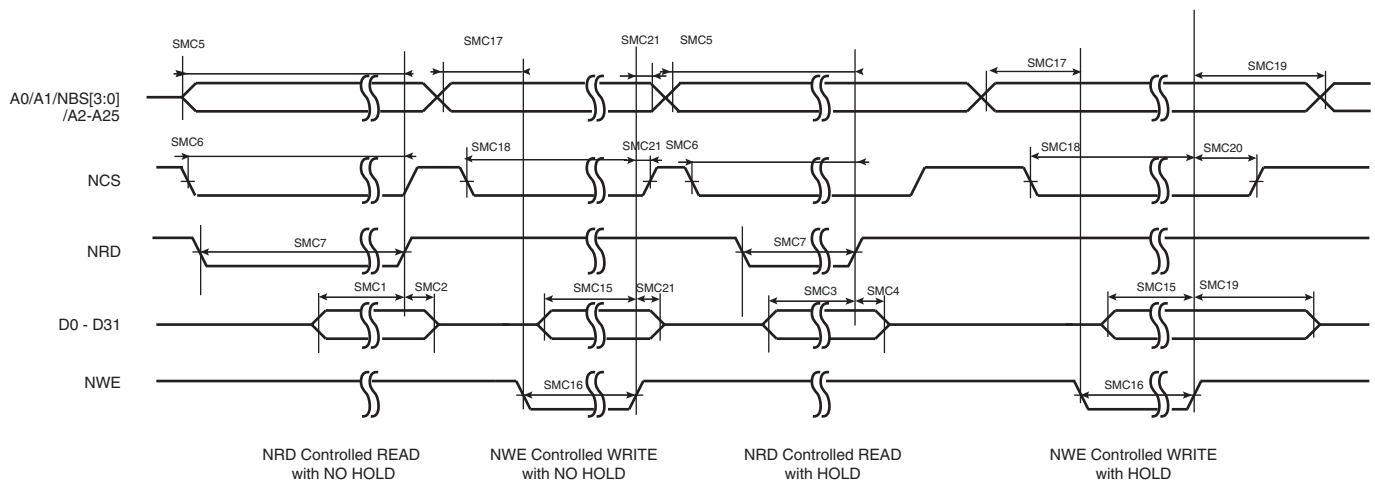 SMC5
SMC17
SMC21
SMC5
SMC17
SMC19
A0/A1/NBS[3:0]
/A2-A25
SMC6
SMC18
SMC21
SMC6
SMC18
SMC20
NCS
NRD
SMC7
SMC7
SMC1
SMC2
SMC15
SMC21
SMC3
SMC4
SMC15
SMC19
D0 - D31
NWE
SMC16
SMC16
NRD Controlled READ
with NO HOLD
NWE Controlled WRITE
with NO HOLD
NRD Controlled READ
with HOLD
NWE Controlled WRITE
with HOLD